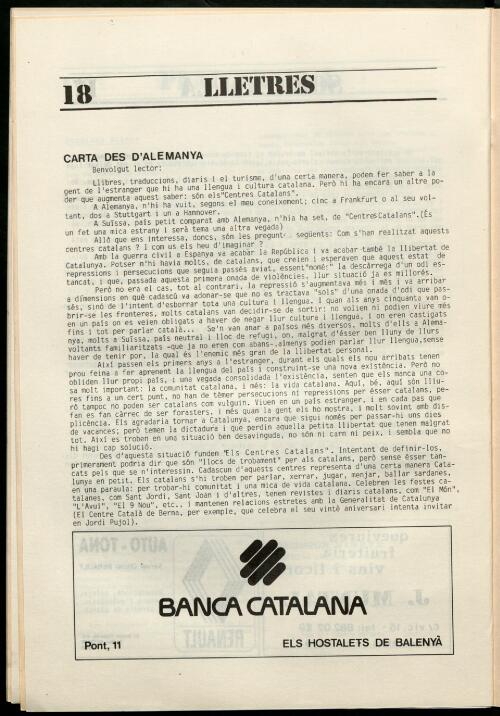 18
LLETRES
CARTA DES D'ALEMANYA
Benvolgut lector:
Llibres, traduccions, diaris i el turisme, d'una certa manera, podem fer saber a la
gent de l'estranger que hi ha una llengua i cultura catalana. Però hi ha encara un altre po-
der que augmenta aquest saber: són els"Centres Catalans".
A Alemanya, n'hi ha vuit, segons el meu coneixement; cinc a Frankfurt o al seu vol-
tant, dos a Stuttgart i un a Hannover.
A Suïssa, país petit comparat amb Alemanya, n'hia ha set, de "CentresCatalans".(És
un fet una mica estrany i serà tema una altra vegada)
Allò que ens interessa, doncs, són les pregunt següents: Com s'han realitzat aquests
centres catalans ? I com us els heu d'imaginar ?
Amb la guerra civil a Espanya va acabar la República i va acabar també la llibertat de
Catalunya. Potser n'hi havia molts, de catalans, que creien i esperaven que aquest estat de
repressions i persecucions que seguia passés aviat, essent"només:" la descàrrega d'un odi es-
tancat, i què, passada aquesta primera onada de violències, llur situació ja es millorés.
Però no era el cas, tot al contrari, la repressió s'augmentava més i més i va arribar
a dimensions en què cadascú va adonar-se que no es tractava "sols" d'una onada d'odi que pas-
sés, sinó de l'intent d'esborrar tota una cultura i llengua. I quan als anys cinquanta van o-
brir-se les fronteres, molts catalans van decidir-se de sortir: no volien ni podien viure més
en un país on es veien obligats a haver de negar llur cultura i llengua. i on eren castigats
fins i tot per parlar català... Se'n van anar a països més diversos, molts d'ells a Alema-
nya, molts a Suïssa, país neutral i lloc de refugi, on, malgrat d'ésser ben lluny de llurs
voltants familiaritzats -que ja no eren com abans-,almenys podien parlar llur llengua,sense
haver de tenir por, la qual és l'enemic més gran de la llibertat personal.
Així passen els primers anys a l'estranger, durant els quals els nou arribats tenen
prou feina a fer aprenent la llengua del país i construint-se una nova existència. Però no
obliden llur propi país, i una vegada consolidada l'existència, senten que els manca una co-
sa molt important: la comunitat catalana, i més: la vida catalana. Aquí, bé, aquí són lliu-
res fins a un cert punt, no han de témer persecucions ni repressions per ésser catalans, pe-
rò tampoc no poden ser catalans com vulguin. Viuen en un país estranger, i en cada pas que
fan es fan càrrec de ser forasters, i més quan la gent els ho mostra, i molt sovint amb dis-
plicència. Els agradaria tornar a Catalunya, encara que sigui només per passar-hi uns dies
de vacances; però temen la dictadura i que perdin aquella petita llibertat que tenen malgrat
tot. Així es troben en una situació ben desavinguda, no són ni carn ni peix, i sembla que no
hi hagi cap solució.
Des d'aquesta situació funden "Els Centres Catalans". Intentant de definir-los,
primerament podria dir que són "llocs de trobament" per als catalans, però sense ésser tan-
cats pels que se n'interessin. Cadascun d'aquests centres representa d'una certa manera Cata-
lunya en petit. Els catalans s'hi troben per parlar, xerrar, jugar, menjar, ballar sardanes,
en una paraula: per trobar-hi comunitat i una mica de vida catalana. Celebren les festes ca-
talanes, com Sant Jordi, Sant Joan i d'altres, tenen revistes i diaris catalans, com "El Món",
"L'Avui", "El 9 Nou", etc., i mantenen relacions estretes amb la Generalitat de Catalunya
(El Centre Català de Berna, per exemple, que celebra el seu vintè aniversari intenta invitar
en Jordi Pujol).
BANCA CATALANA
Pont, 11
ELS HOSTALETS DE BALENYÀ